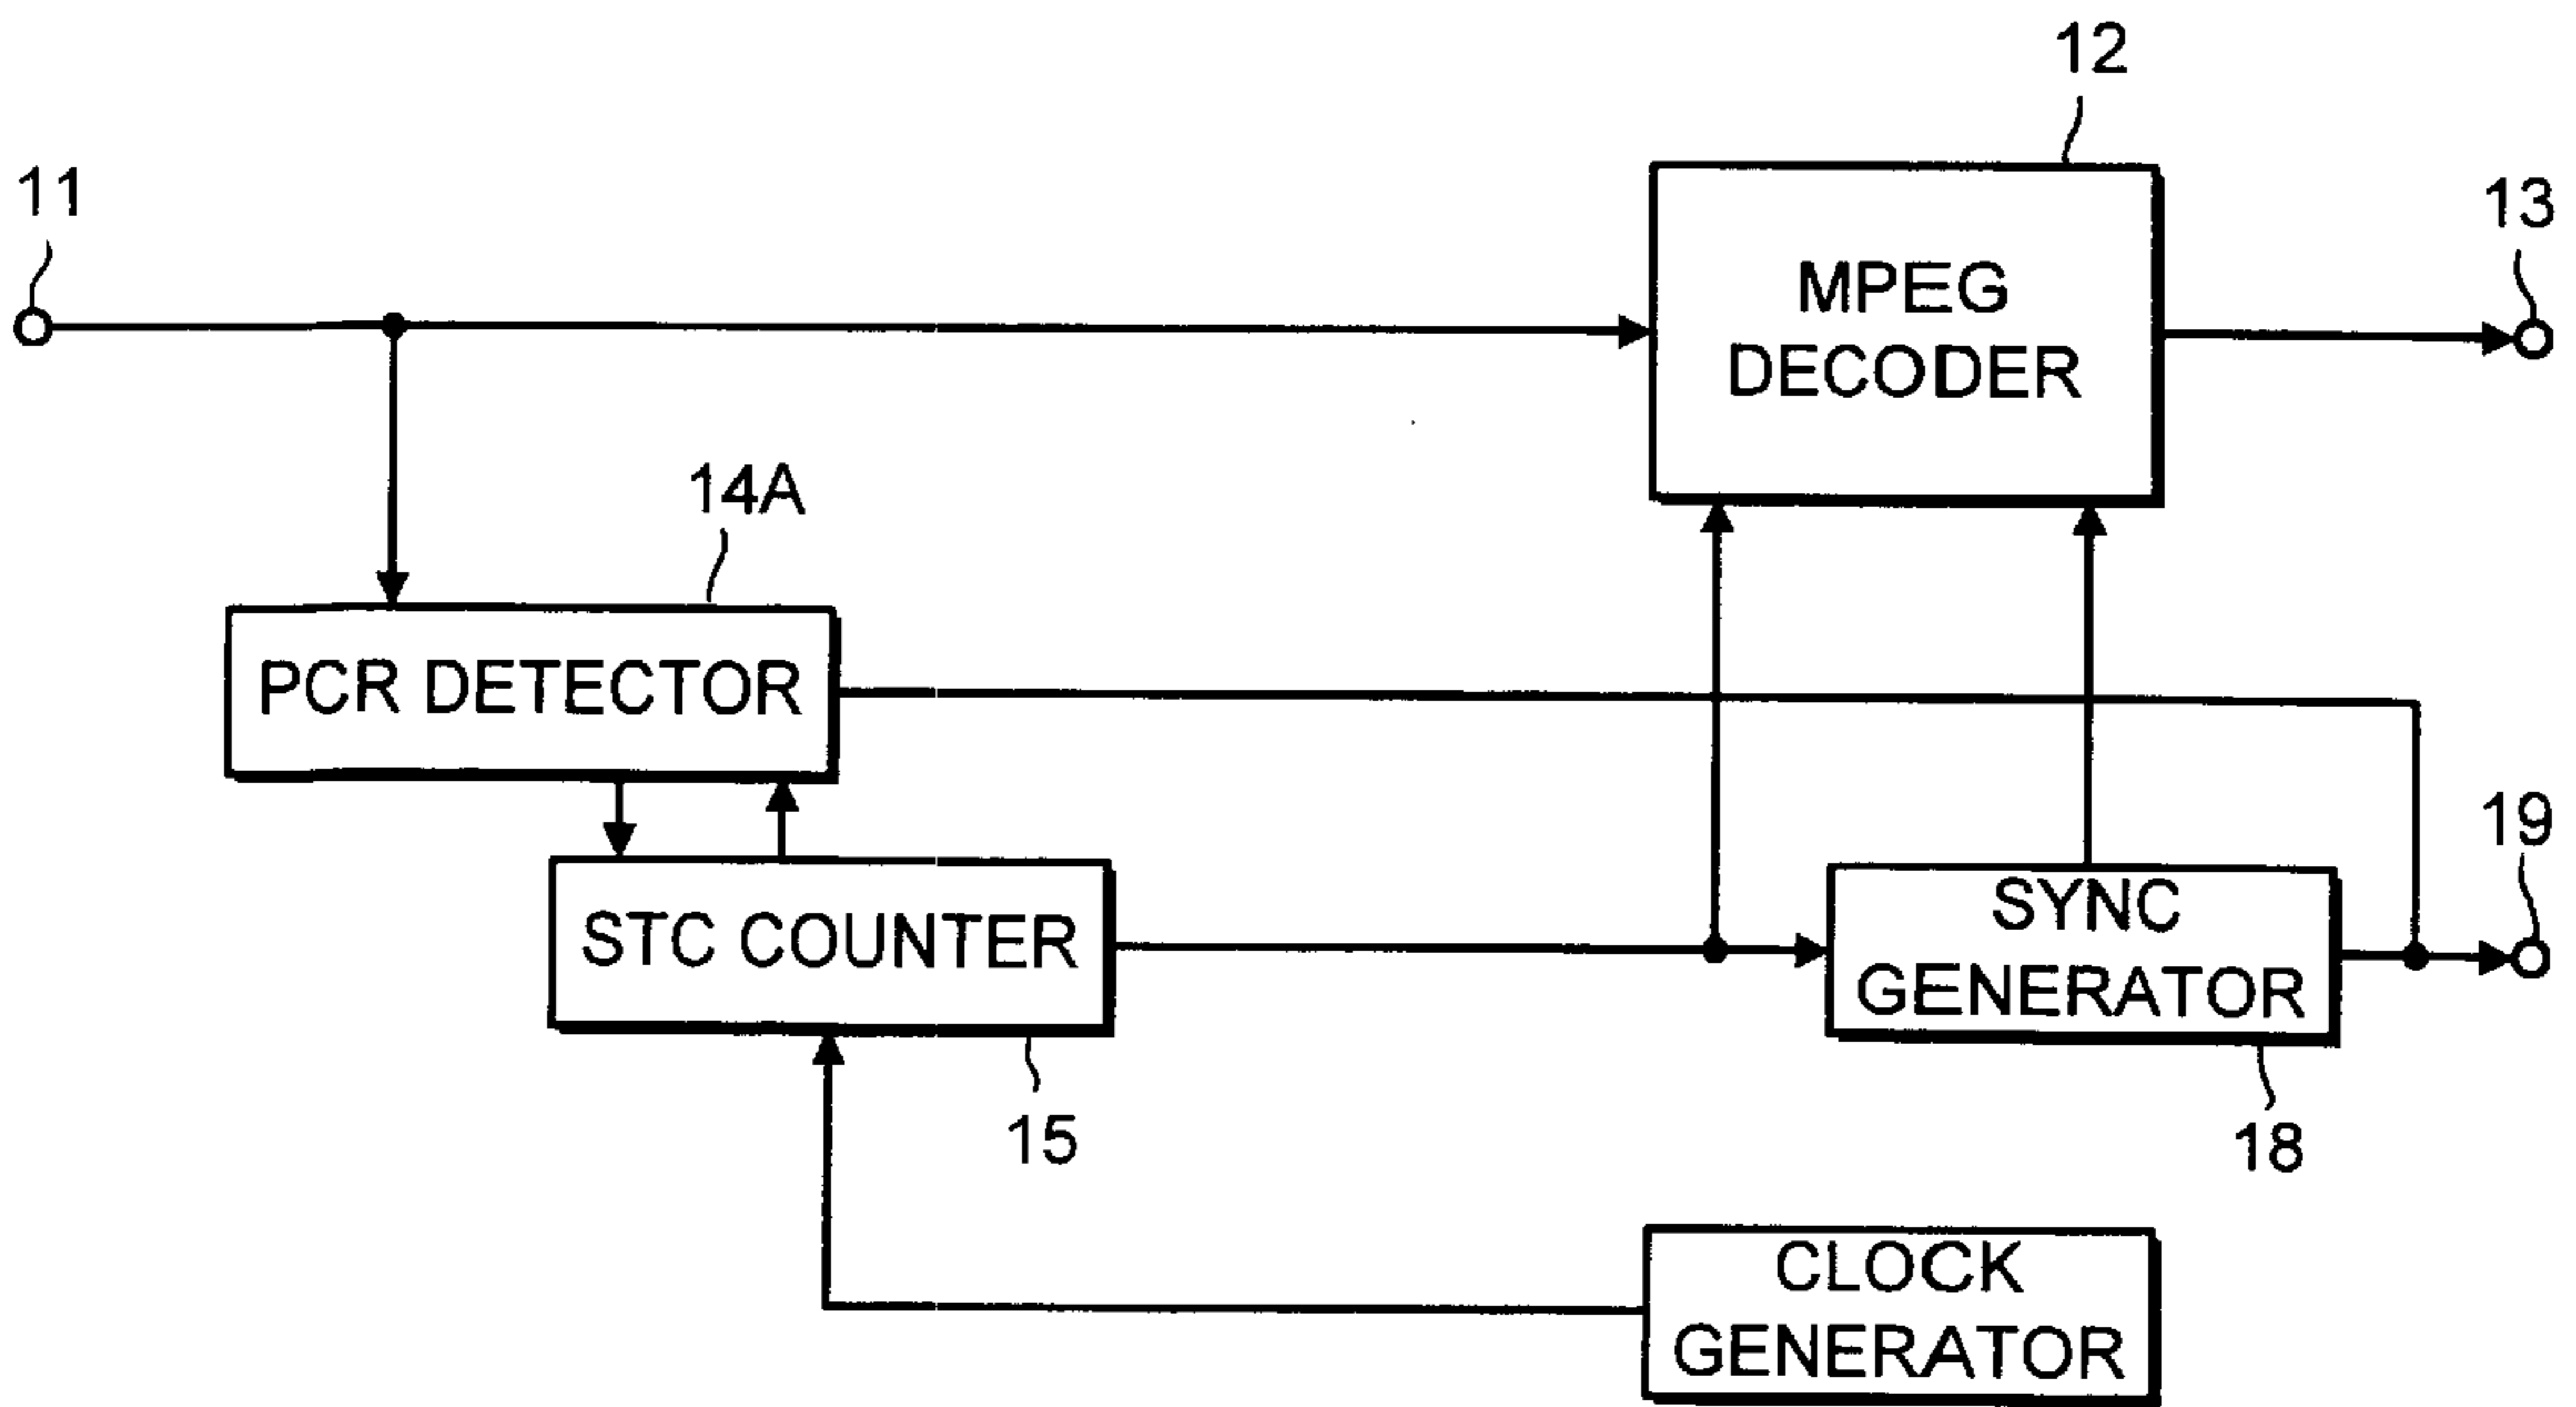 12
11
13
MPEG
DECODER
14A
PCR DETECTOR
19
STC COUNTER
SYNC
GENERATOR
15
18
CLOCK
GENERATOR